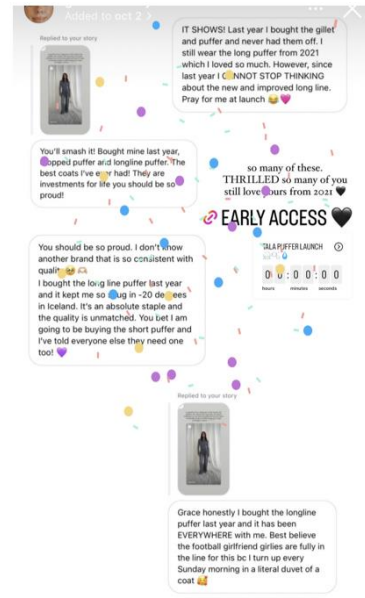 Added to oct 2 >
Replied to your story
IT SHOWS! Last year I bought the gillet
and puffer and never had them off. I
still wear the long puffer from 2021
which I loved so much. However, since
last year I CANNOT STOP THINKING
about the new and improved long line.
Pray for me at launch 😂💗
You'll smash it! Bought mine last year,
cropped puffer and longline puffer. The
best coats I've ever had! They are
investments for life you should be so
proud!
so many of these.
THRILLED so many of you
still love yours from 2021 🖤
EARLY ACCESS 🖤
TALA PUFFER LAUNCH
00:00:00
hours minutes seconds
You should be so proud. I don't know
another brand that is so consistent with
quality 🥹🫶🏼
I bought the long line puffer last year
and it kept me so snug in -20 degrees
in Iceland. It's an absolute staple and
the quality is unmatched. You bet I am
going to be buying the short puffer and
I've told everyone else they need one
too! 💜
Replied to your story
Grace honestly I bought the longline
puffer last year and it has been
EVERYWHERE with me. Best believe
the football girlfriend girlies are fully in
the line for this bc I turn up every
Sunday morning in a literal duvet of a
coat 🥰